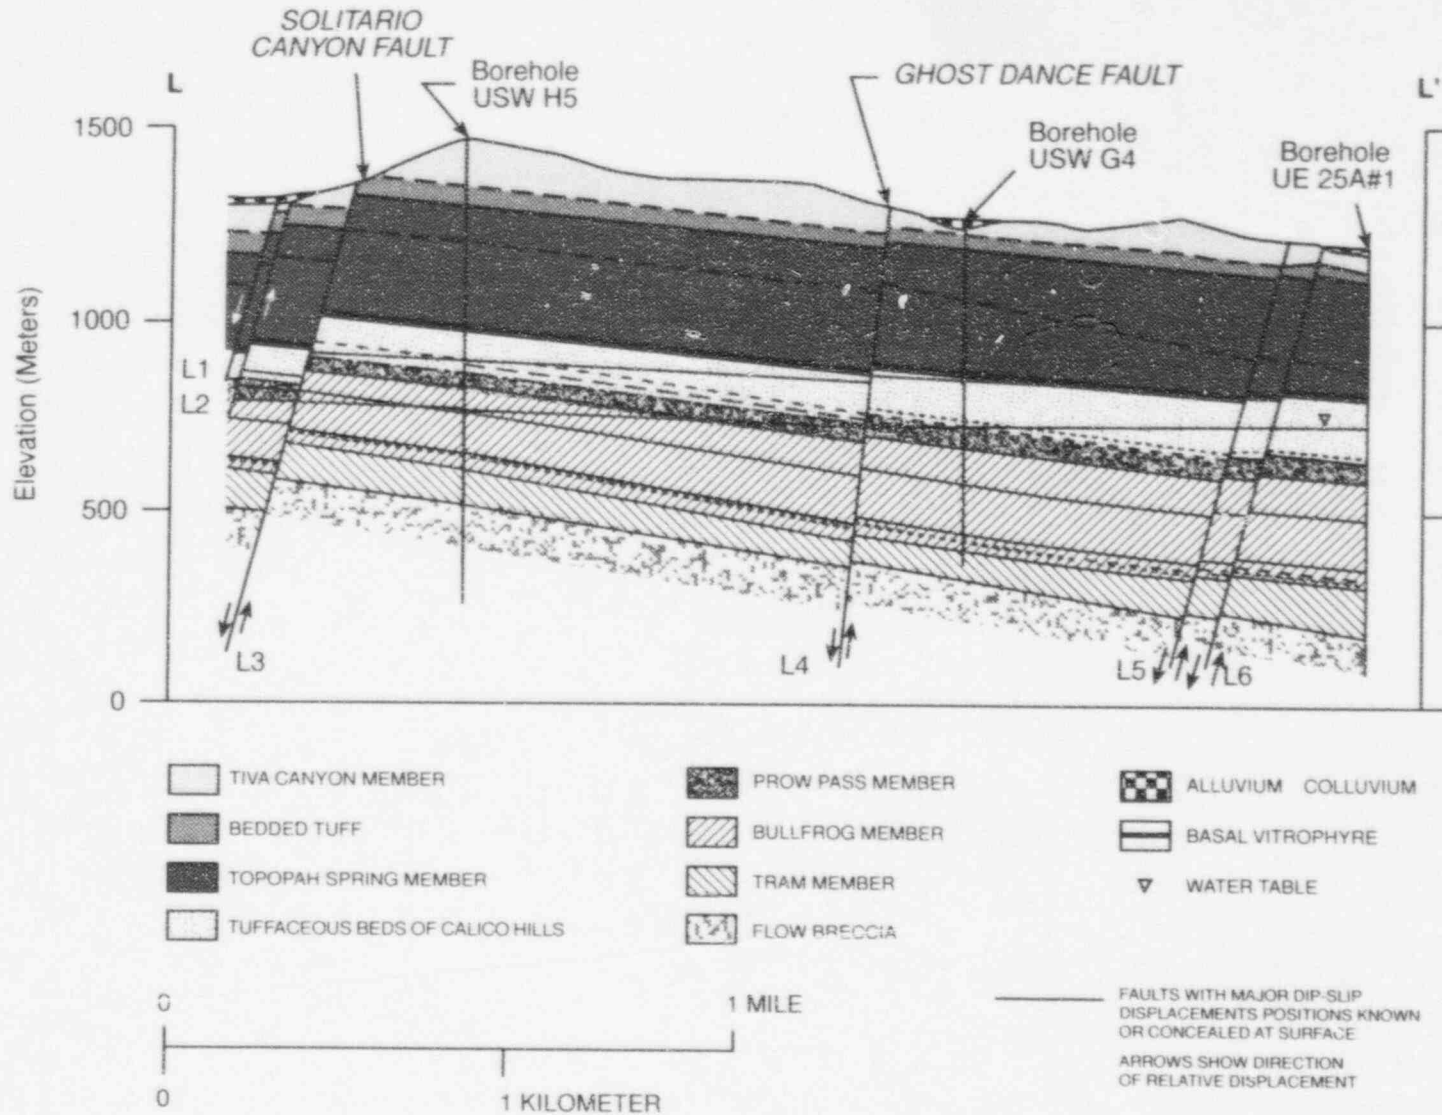 SOLITARIO
CANYON FAULT
L
Borehole
USW H5
GHOST DANCE FAULT
L'
Borehole
USW G4
Borehole
UE 25A#1
1500
1000
500
0
Elevation (Meters)
L1
L2
L3
L4
L5
L6
TIVA CANYON MEMBER
BEDDED TUFF
TOPOPAH SPRING MEMBER
TUFFACEOUS BEDS OF CALICO HILLS
PROW PASS MEMBER
BULLFROG MEMBER
TRAM MEMBER
FLOW BRECCIA
ALLUVIUM COLLUVIUM
BASAL VITROPHYRE
WATER TABLE
0
1 MILE
0
1 KILOMETER
FAULTS WITH MAJOR DIP-SLIP
DISPLACEMENTS POSITIONS KNOWN
OR CONCEALED AT SURFACE
ARROWS SHOW DIRECTION
OF RELATIVE DISPLACEMENT